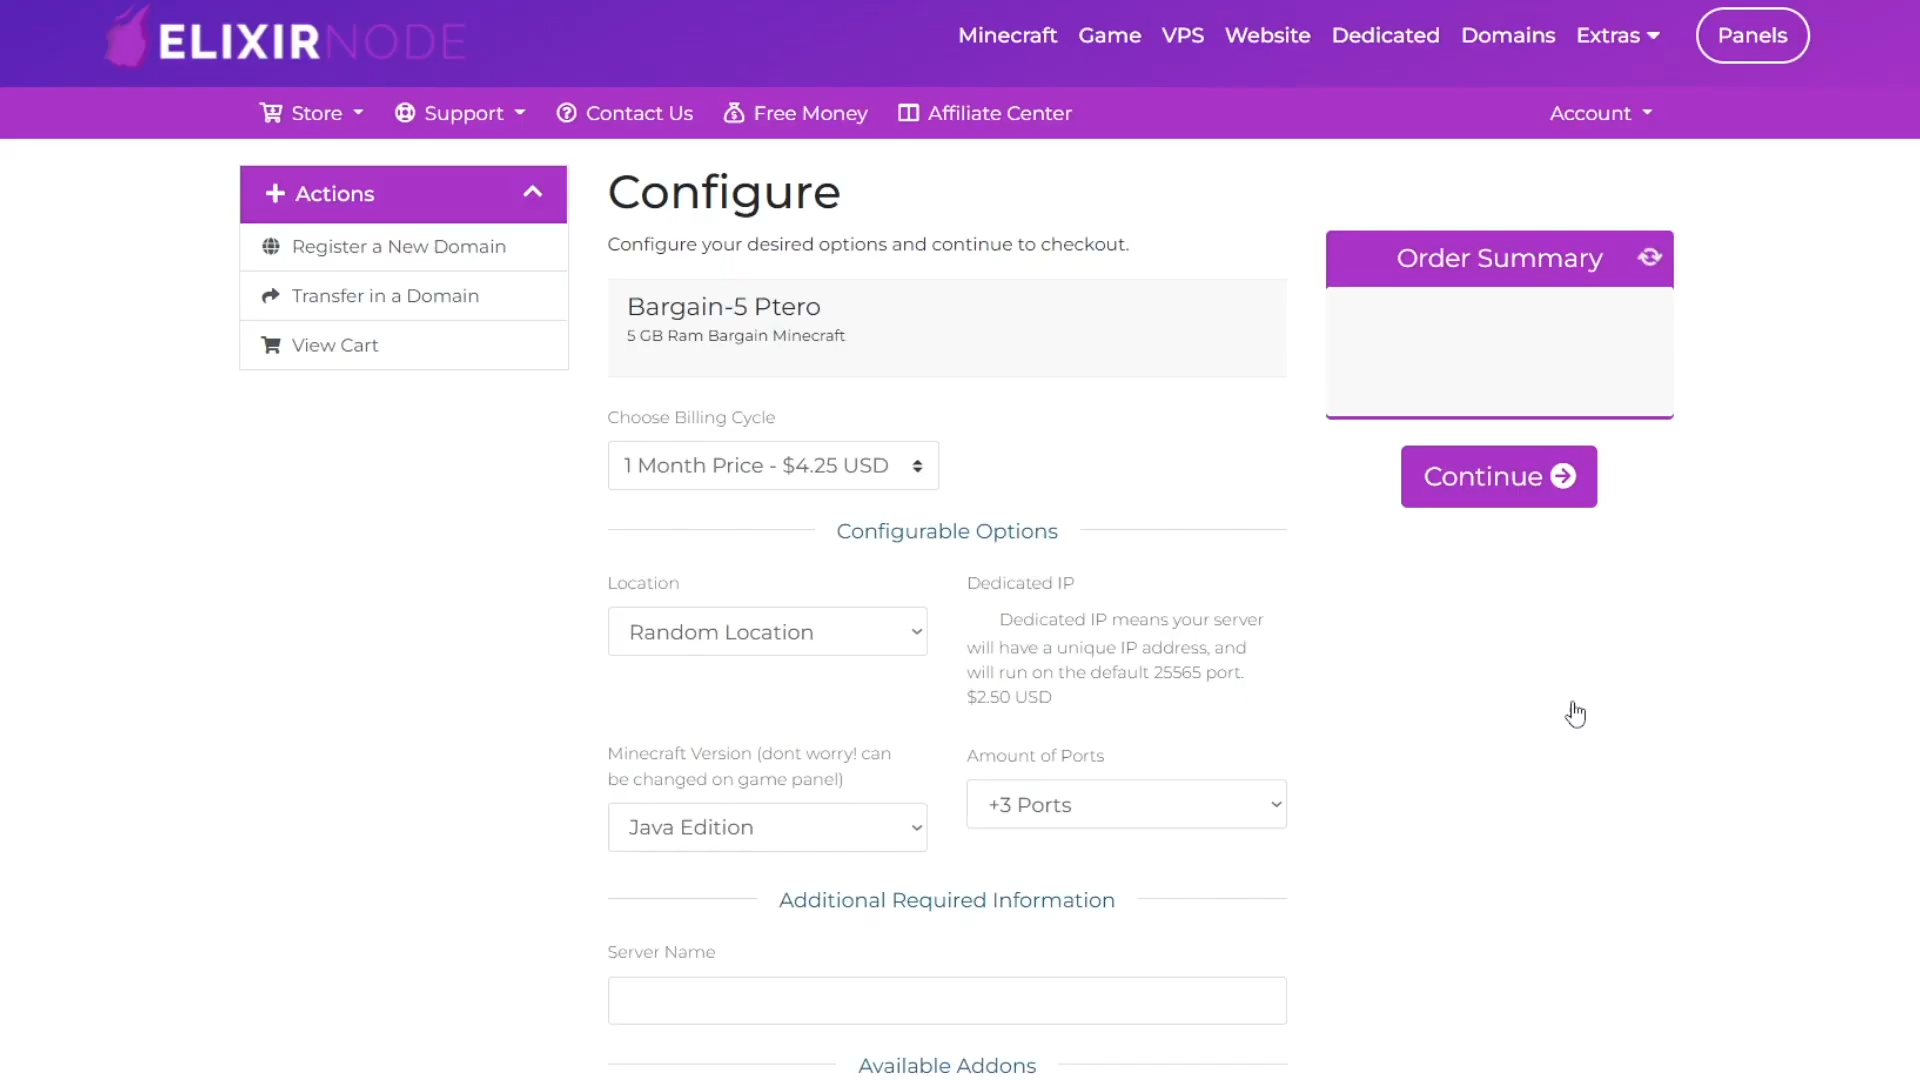 ELIXIRNODE
Minecraft Game VPS Website Dedicated Domains Extras Panels
Store Support Contact Us Free Money Affiliate Center Account
Actions
Register a New Domain
Transfer in a Domain
View Cart
Configure
Configure your desired options and continue to checkout.
Bargain-5 Ptero
5 GB Ram Bargain Minecraft
Choose Billing Cycle
1 Month Price - $4.25 USD
Configurable Options
Location
Random Location
Dedicated IP
Dedicated IP means your server
will have a unique IP address, and
will run on the default 25565 port.
$2.50 USD
Minecraft Version (dont worry! can
be changed on game panel)
Java Edition
Amount of Ports
+3 Ports
Additional Required Information
Server Name
Available Addons
Order Summary
Continue